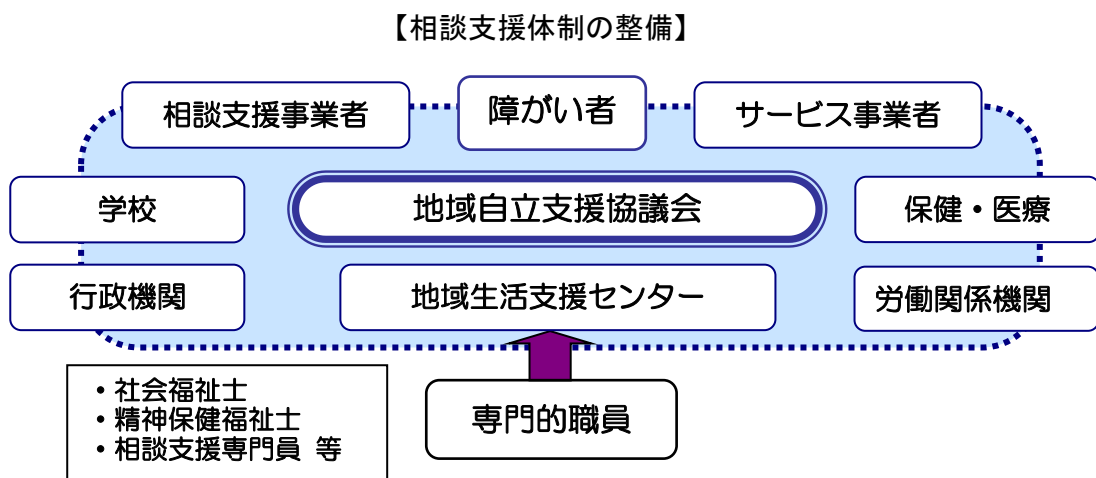 【相談支援体制の整備】
相談支援事業者
障がい者
サービス事業者
学校
地域自立支援協議会
保健・医療
行政機関
地域生活支援センター
労働関係機関
・社会福祉士
・精神保健福祉士
・相談支援専門員 等
専門的職員